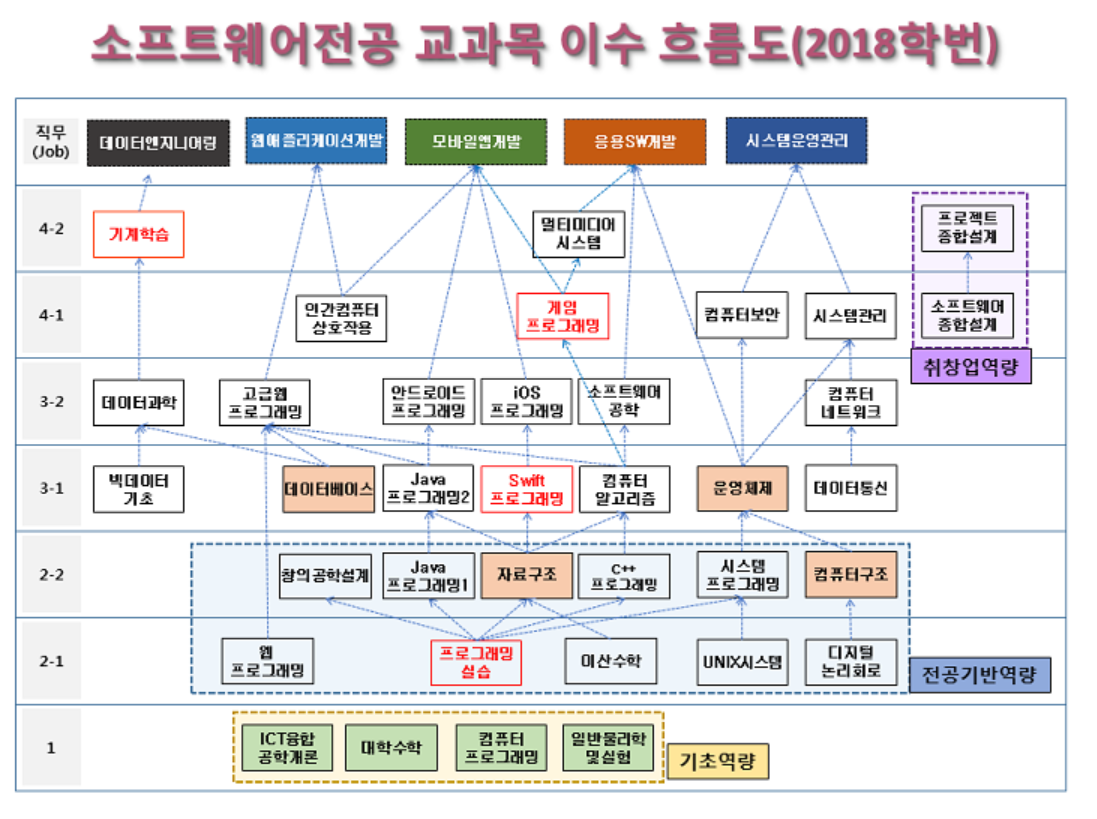 소프트웨어전공 교과목 이수 흐름도(2018학번)
직무
(Job)
데이터엔지니어링
웹애플리케이션개발
모바일앱개발
응용SW개발
시스템운영관리
4-2
기계학습
멀티미디어
시스템
프로젝트
종합설계
4-1
인간컴퓨터
상호작용
게임
프로그래밍
컴퓨터보안
시스템관리
소프트웨어
종합설계
취창업역량
3-2
데이터과학
고급웹
프로그래밍
안드로이드
프로그래밍
iOS
프로그래밍
소프트웨어
공학
컴퓨터
네트워크
3-1
빅데이터
기초
데이터베이스
Java
프로그래밍2
Swift
프로그래밍
컴퓨터
알고리즘
운영체제
데이터통신
2-2
창의공학설계
Java
프로그래밍1
자료구조
C++
프로그래밍
시스템
프로그래밍
컴퓨터구조
2-1
웹
프로그래밍
프로그래밍
실습
이산수학
UNIX시스템
디지털
논리회로
전공기반역량
1
ICT융합
공학개론
대학수학
컴퓨터
프로그래밍
일반물리학
및실험
기초역량